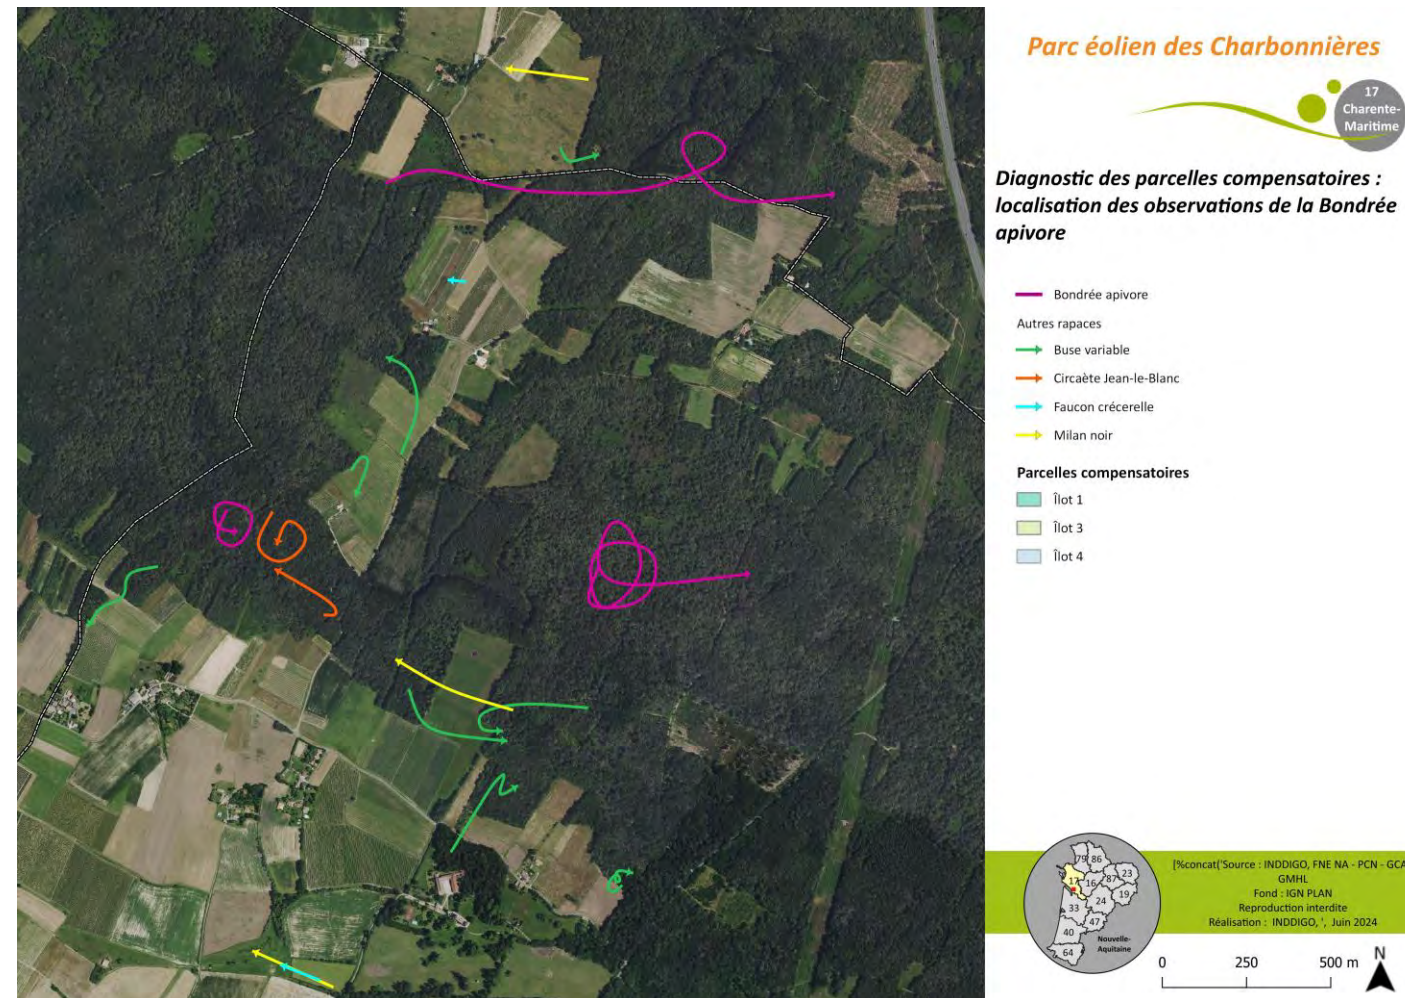 Parc éolien des Charbonnières
17
Charente-
Maritime
Diagnostic des parcelles compensatoires :
localisation des observations de la Bondrée
apivore
Bondrée apivore
Autres rapaces
Buse variable
Circaète Jean-le-Blanc
Faucon crécerelle
Milan noir
Parcelles compensatoires
Îlot 1
Îlot 3
Îlot 4
79 86
17 16 87 23
19
33 24
47
40
64
Nouvelle-
Aquitaine
[%concat('Source : INDDIGO, FNE NA - PCN - GCA
GMHL
Fond : IGN PLAN
Reproduction interdite
Réalisation : INDDIGO, ', Juin 2024
0 250 500 m
N